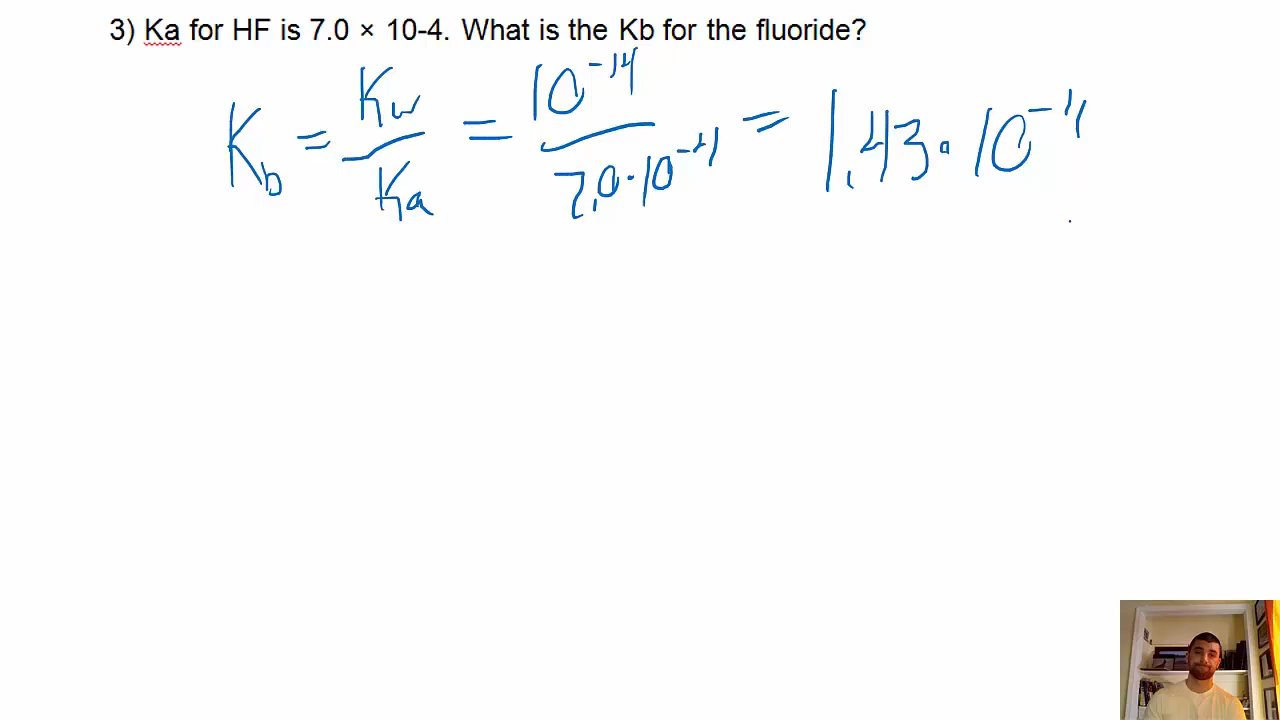 3) Ka for HF is 7.0 × 10-4. What is the Kb for the fluoride?
Kb = Kw / Ka = 10^-14 / 7.0·10^-4 = 1.43·10^-11